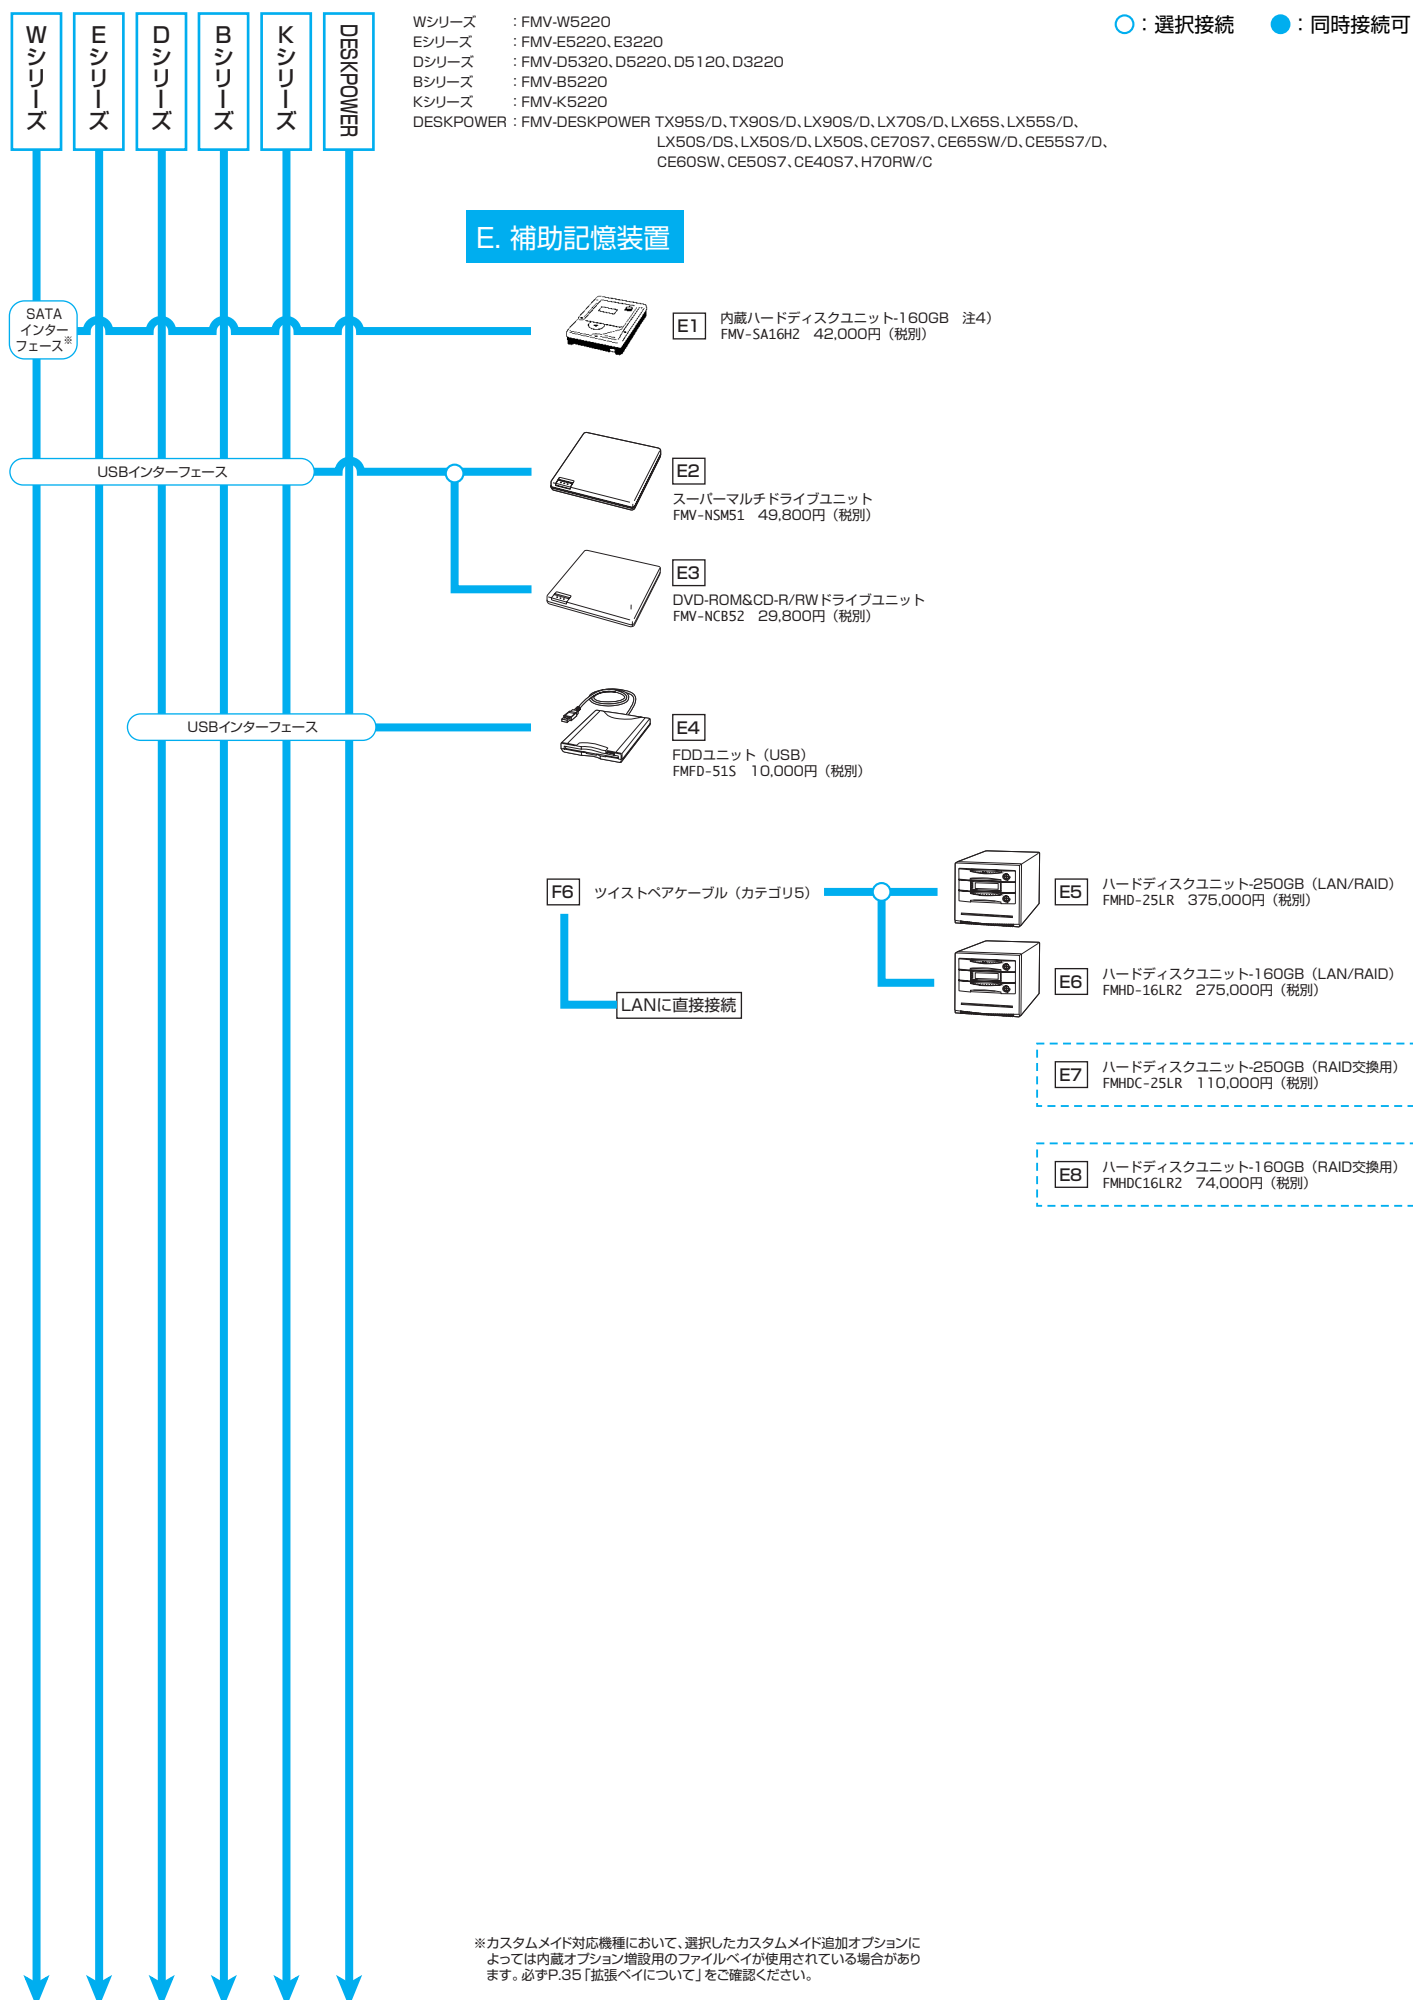 Wシリーズ
Eシリーズ
Dシリーズ
Bシリーズ
Kシリーズ
DESKPOWER
Wシリーズ　：FMV-W5220
Eシリーズ　：FMV-E5220、E3220
Dシリーズ　：FMV-D5320、D5220、D5120、D3220
Bシリーズ　：FMV-B5220
Kシリーズ　：FMV-K5220
DESKPOWER：FMV-DESKPOWER TX95S/D、TX90S/D、LX90S/D、LX70S/D、LX65S、LX55S/D、
LX50S/DS、LX50S/D、LX50S、CE70S7、CE65SW/D、CE55S7/D、
CE60SW、CE50S7、CE40S7、H70RW/C
○：選択接続　●：同時接続可
E. 補助記憶装置
SATA
インター
フェース※
E1　内蔵ハードディスクユニット-160GB　注4）
FMV-SA16H2　42,000円（税別）
USBインターフェース
E2
スーパーマルチドライブユニット
FMV-NSM51　49,800円（税別）
E3
DVD-ROM&CD-R/RWドライブユニット
FMV-NCB52　29,800円（税別）
USBインターフェース
E4
FDDユニット（USB）
FMFD-51S　10,000円（税別）
F6　ツイストペアケーブル（カテゴリ5）
LANに直接接続
E5　ハードディスクユニット-250GB（LAN/RAID）
FMHD-25LR　375,000円（税別）
E6　ハードディスクユニット-160GB（LAN/RAID）
FMHD-16LR2　275,000円（税別）
E7　ハードディスクユニット-250GB（RAID交換用）
FMHDC-25LR　110,000円（税別）
E8　ハードディスクユニット-160GB（RAID交換用）
FMHDC16LR2　74,000円（税別）
※カスタムメイド対応機種において、選択したカスタムメイド追加オプションに
よっては内蔵オプション増設用のファイルベイが使用されている場合があり
ます。必ずP.35「拡張ベイについて」をご確認ください。